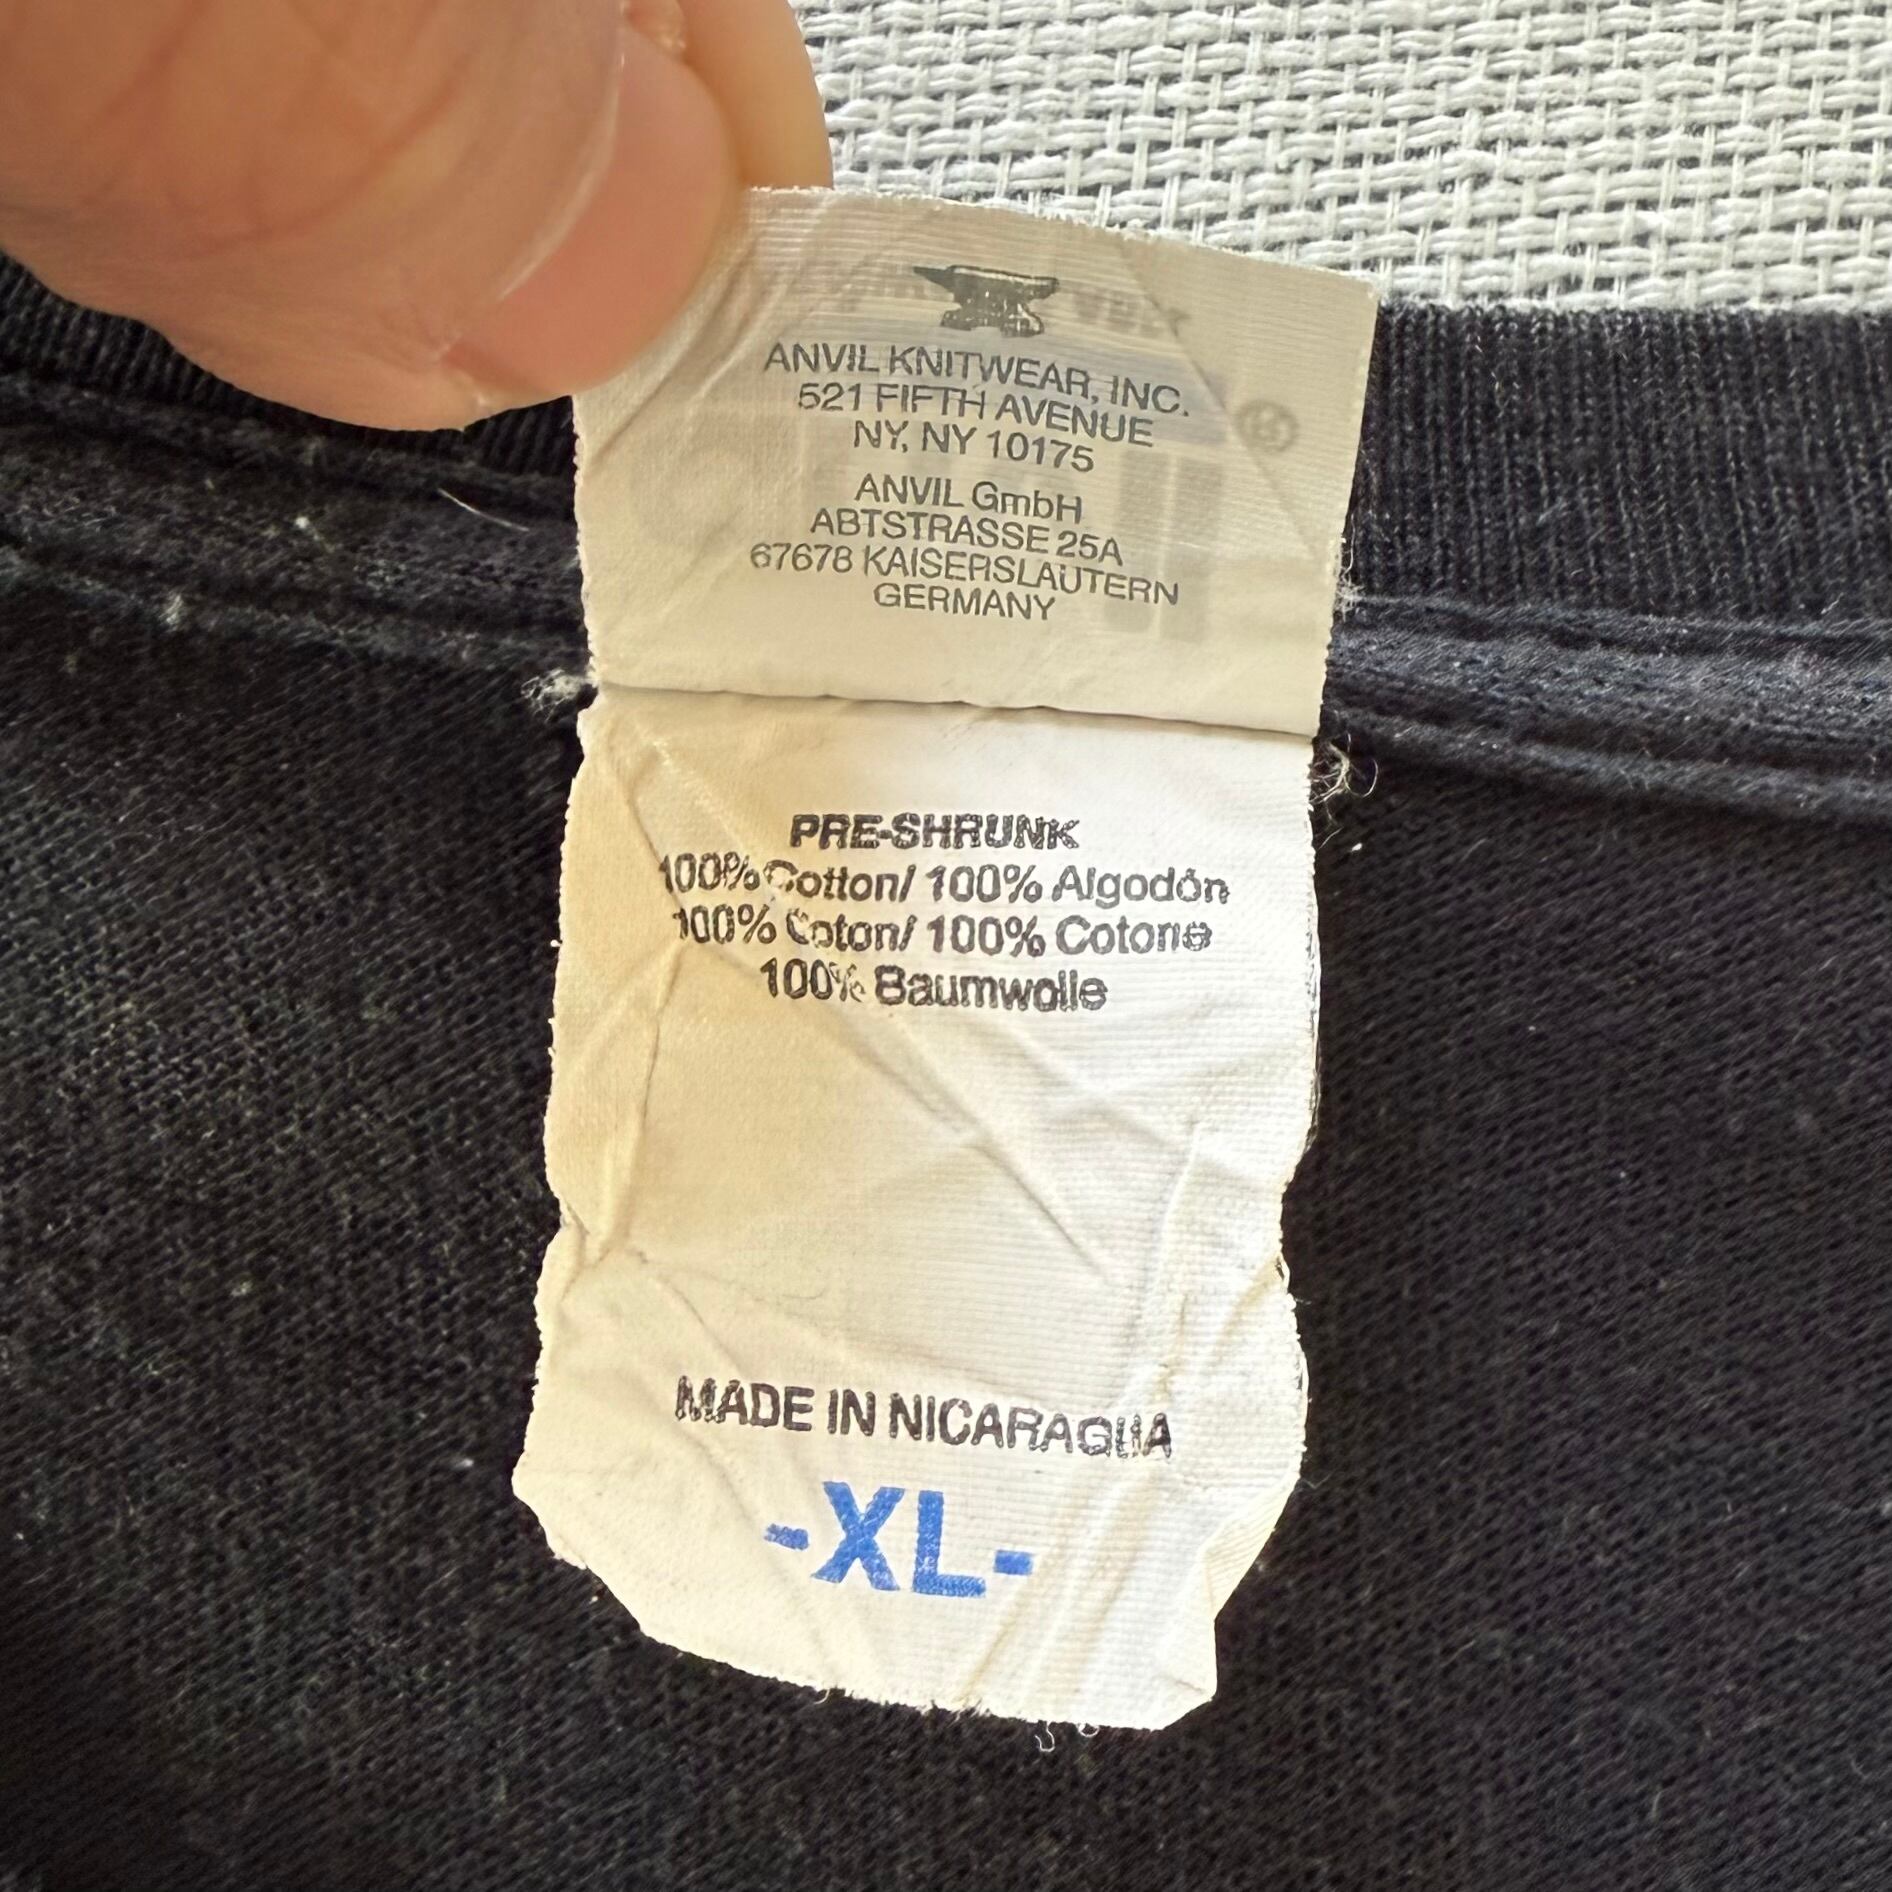 ANVIL KNITWEAR, INC.
521 FIFTH AVENUE
NY, NY 10175
ANVIL GmbH
ABTSTRASSE 25A
67678 KAISERSLAUTERN
GERMANY
PRE-SHRUNK
100% Cotton/ 100% Algodón
100% Coton/ 100% Cotone
100% Baumwolle
MADE IN NICARAGUA
-XL-